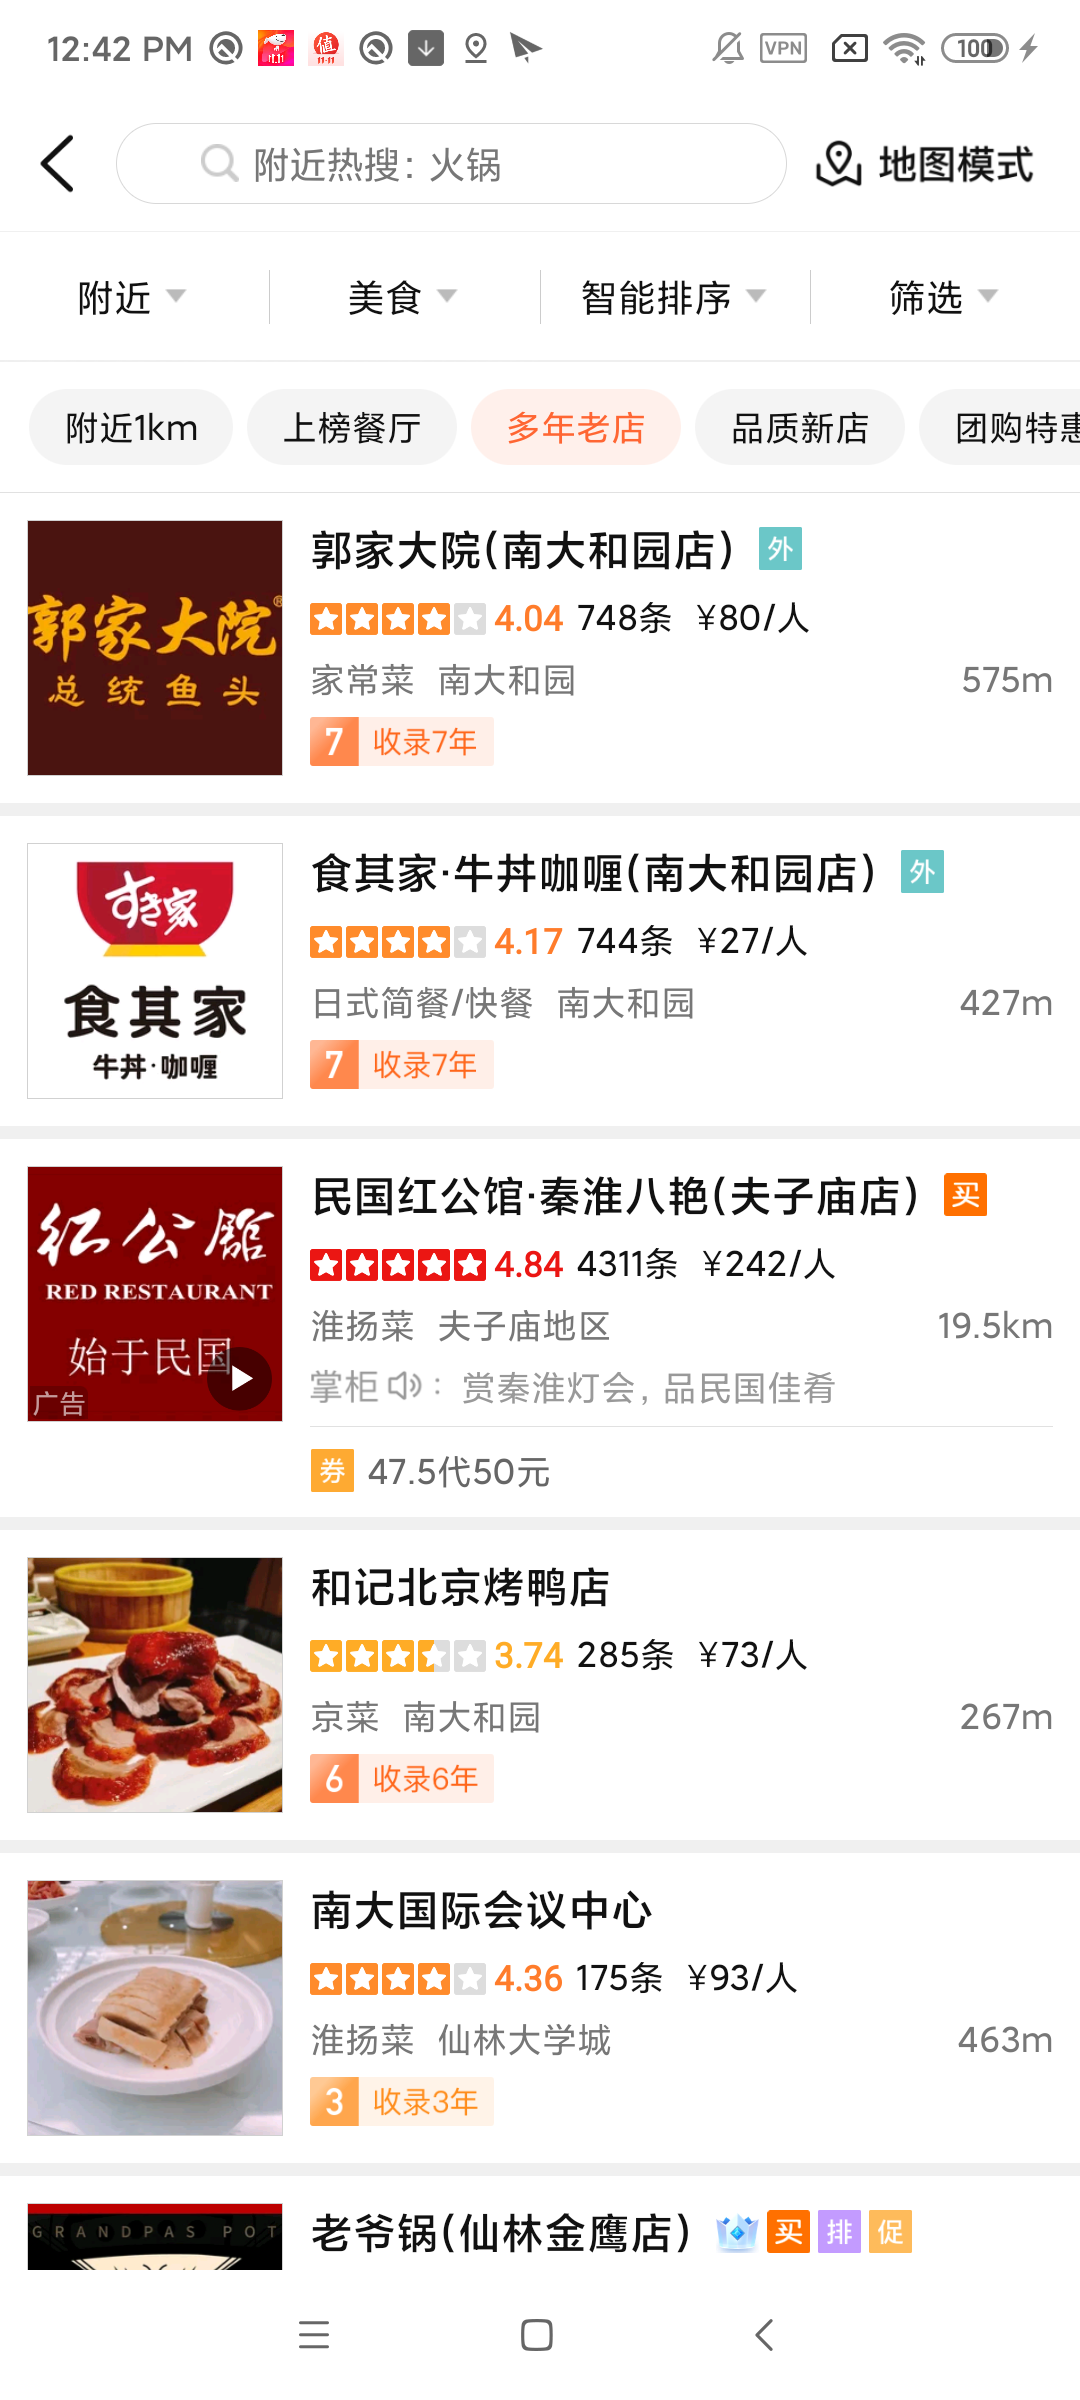 12:42 PM
11.11
值
11·11
VPN
100
附近热搜：火锅
地图模式
附近
美食
智能排序
筛选
附近1km
上榜餐厅
多年老店
品质新店
团购特惠
郭家大院®
总统鱼头
郭家大院(南大和园店)
外
4.04 748条 ¥80/人
家常菜 南大和园
575m
7 收录7年
すき家
食其家
牛丼·咖喱
食其家·牛丼咖喱(南大和园店)
外
4.17 744条 ¥27/人
日式简餐/快餐 南大和园
427m
7 收录7年
红公館
RED RESTAURANT
始于民国
广告
民国红公馆·秦淮八艳(夫子庙店)
买
4.84 4311条 ¥242/人
淮扬菜 夫子庙地区
19.5km
掌柜：赏秦淮灯会，品民国佳肴
券 47.5代50元
和记北京烤鸭店
3.74 285条 ¥73/人
京菜 南大和园
267m
6 收录6年
南大国际会议中心
4.36 175条 ¥93/人
淮扬菜 仙林大学城
463m
3 收录3年
GRANDPAS POT
老爷锅(仙林金鹰店)
买 排 促